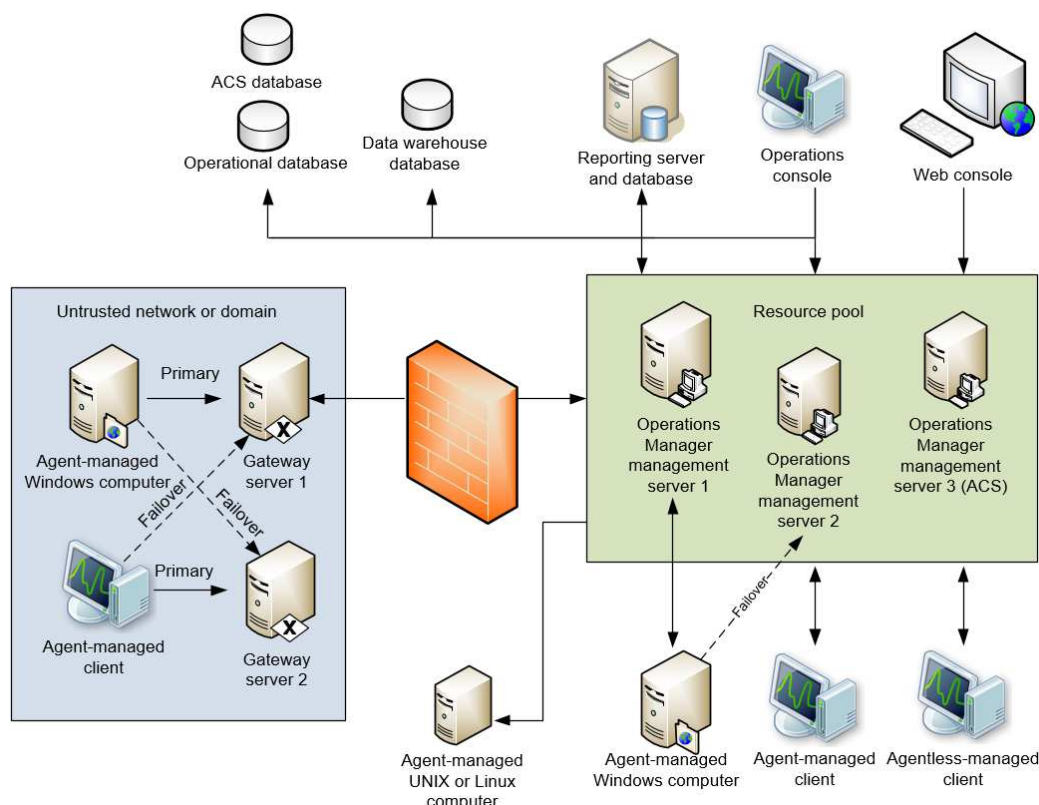 ACS database
Operational database
Data warehouse
database
Reporting server
and database
Operations
console
Web console
Untrusted network or domain
Primary
Agent-managed
Windows computer
Gateway
server 1
Failover
Failover
Primary
Agent-managed
client
Gateway
server 2
Resource pool
Operations
Manager
management
server 1
Operations
Manager
management
server 2
Operations
Manager
management
server 3 (ACS)
Failover
Agent-managed
UNIX or Linux
computer
Agent-managed
Windows computer
Agent-managed
client
Agentless-managed
client